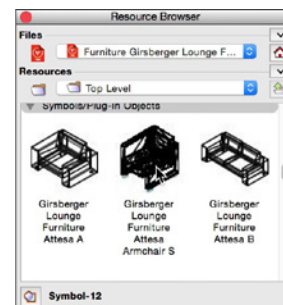 Resource Browser
Files
Furniture Girsberger Lounge F...
Resources
Top Level
Symbols/Plug-in Objects
Girsberger Lounge Furniture Attesa A
Girsberger Lounge Furniture Attesa Armchair S
Girsberger Lounge Furniture Attesa B
Symbol-12